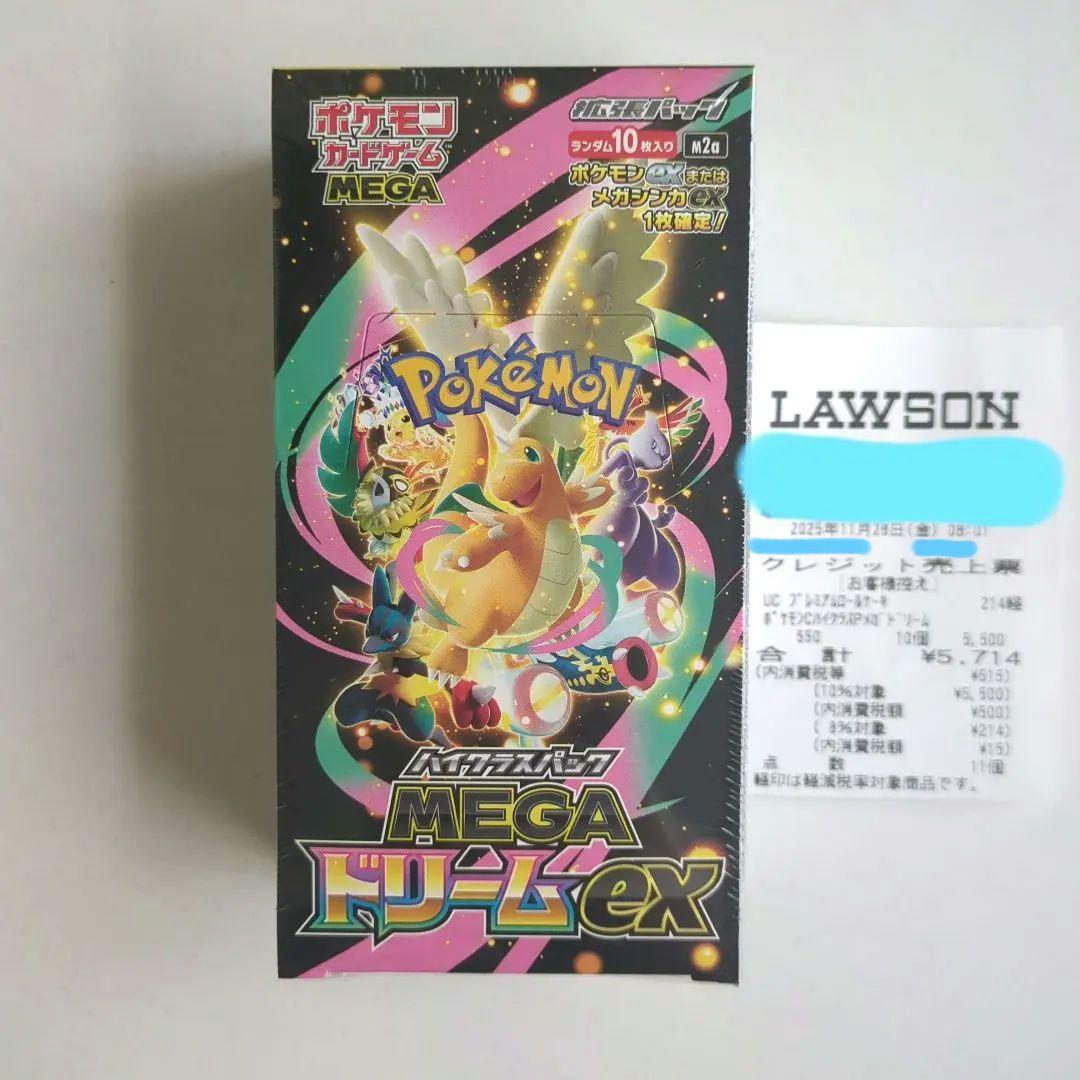 ポケモン
カードゲーム™
MEGA
拡張パック
ランダム10枚入り
M2a
ポケモンexまたは
メガシンカex
1枚確定!
POKéMON™
ハイクラスパック
MEGA
ドリームex
LAWSON
2025年11月28日(金) 08:01
クレジット売上票
[お客様控え]
UC プレミアムロールケーキ 214軽
ポケモンCハイクラスPメガドリーム
550 10個 5,500
合 計 ¥5,714
(内消費税等 ¥515)
(10%対象 ¥5,500)
(内消費税額 ¥500)
( 8%対象 ¥214)
(内消費税額 ¥15)
点 数 11個
軽印は軽減税率対象商品です。